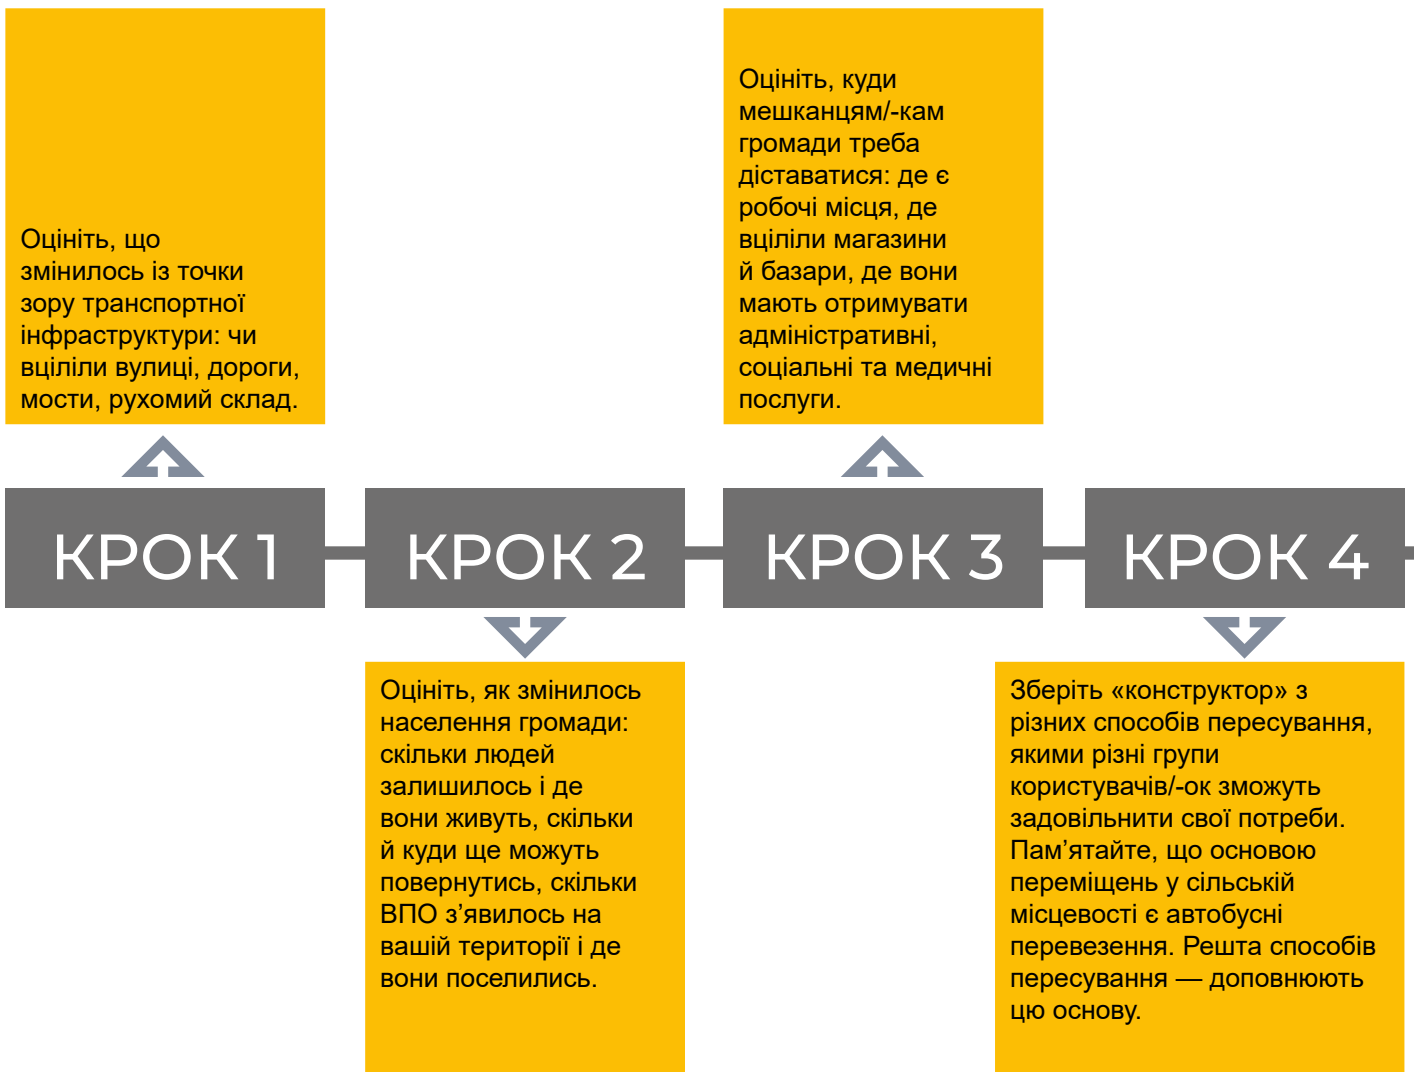 КРОК 1
Оцініть, що
змінилось із точки
зору транспортної
інфраструктури: чи
вціліли вулиці, дороги,
мости, рухомий склад.
КРОК 2
Оцініть, як змінилось
населення громади:
скільки людей
залишилось і де
вони живуть, скільки
й куди ще можуть
повернутись, скільки
ВПО з’явилось на
вашій території і де
вони поселились.
КРОК 3
Оцініть, куди
мешканцям/-кам
громади треба
діставатися: де є
робочі місця, де
вціліли магазини
й базари, де вони
мають отримувати
адміністративні,
соціальні та медичні
послуги.
КРОК 4
Зберіть «конструктор» з
різних способів пересування,
якими різні групи
користувачів/-ок зможуть
задовільнити свої потреби.
Пам’ятайте, що основою
переміщень у сільській
місцевості є автобусні
перевезення. Решта способів
пересування — доповнюють
цю основу.